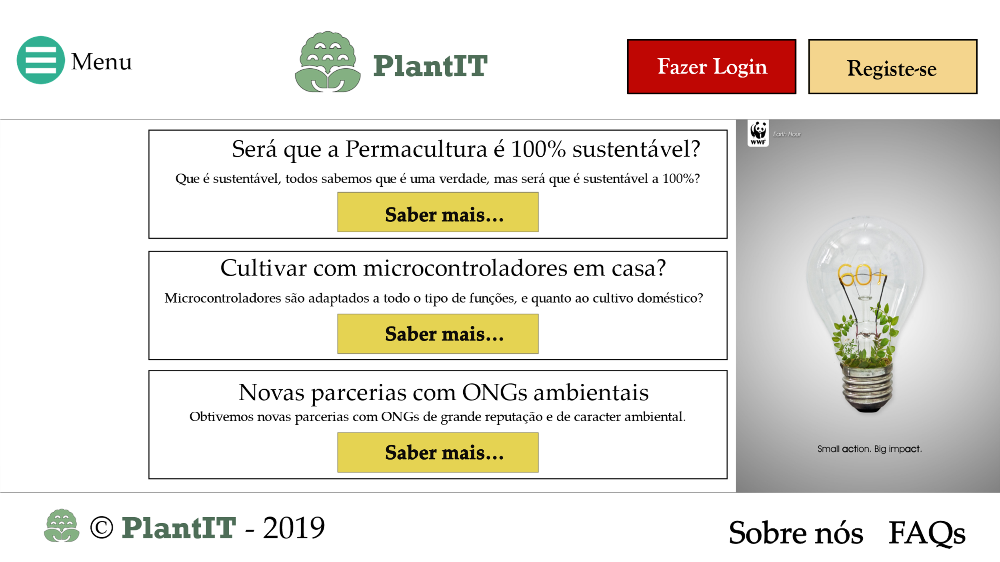 Menu
PlantIT
Fazer Login
Registe-se
Será que a Permacultura é 100% sustentável?
Que é sustentável, todos sabemos que é uma verdade, mas será que é sustentável a 100%?
Saber mais...
Cultivar com microcontroladores em casa?
Microcontroladores são adaptados a todo o tipo de funções, e quanto ao cultivo doméstico?
Saber mais...
Novas parcerias com ONGs ambientais
Obtivemos novas parcerias com ONGs de grande reputação e de caracter ambiental.
Saber mais...
WWF
Earth Hour
60+
Small action. Big impact.
© PlantIT - 2019
Sobre nós
FAQs